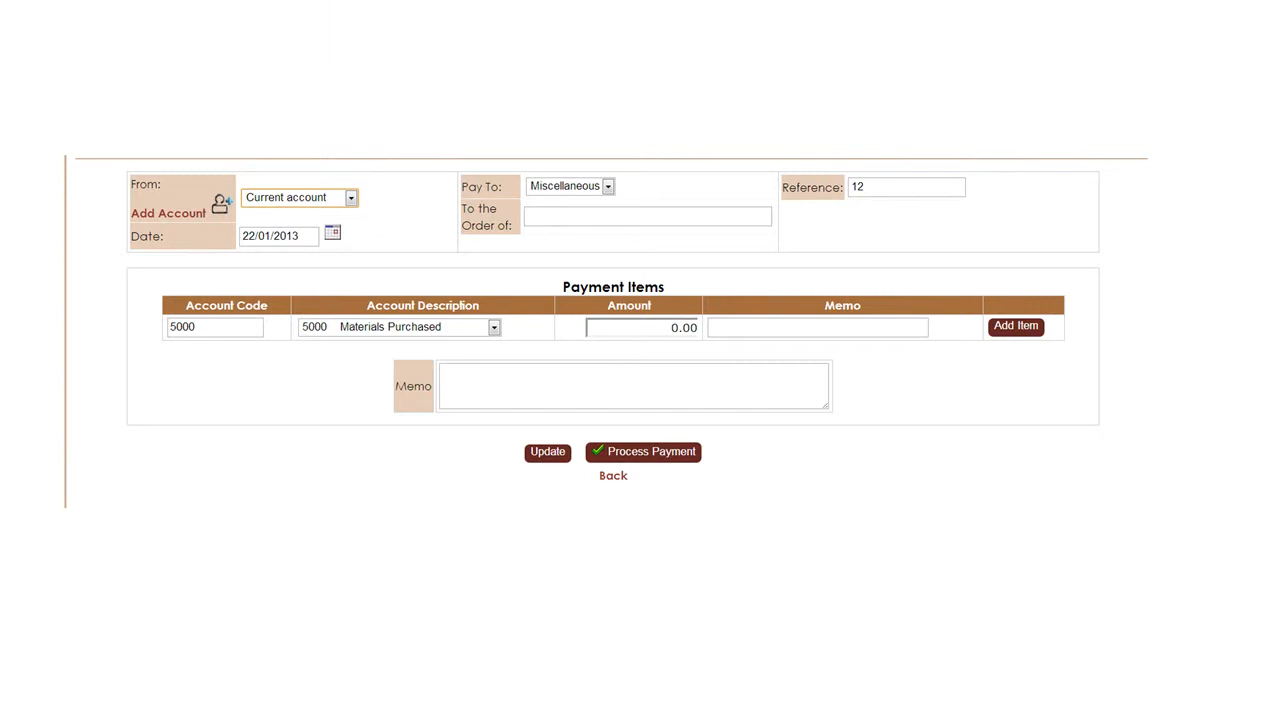 From:
Add Account
Current account
Date:
22/01/2013
Pay To:
Miscellaneous
To the
Order of:
Reference:
12
Payment Items
Account Code Account Description Amount Memo
5000 5000 Materials Purchased 0.00 Add Item
Memo
Update Process Payment
Back